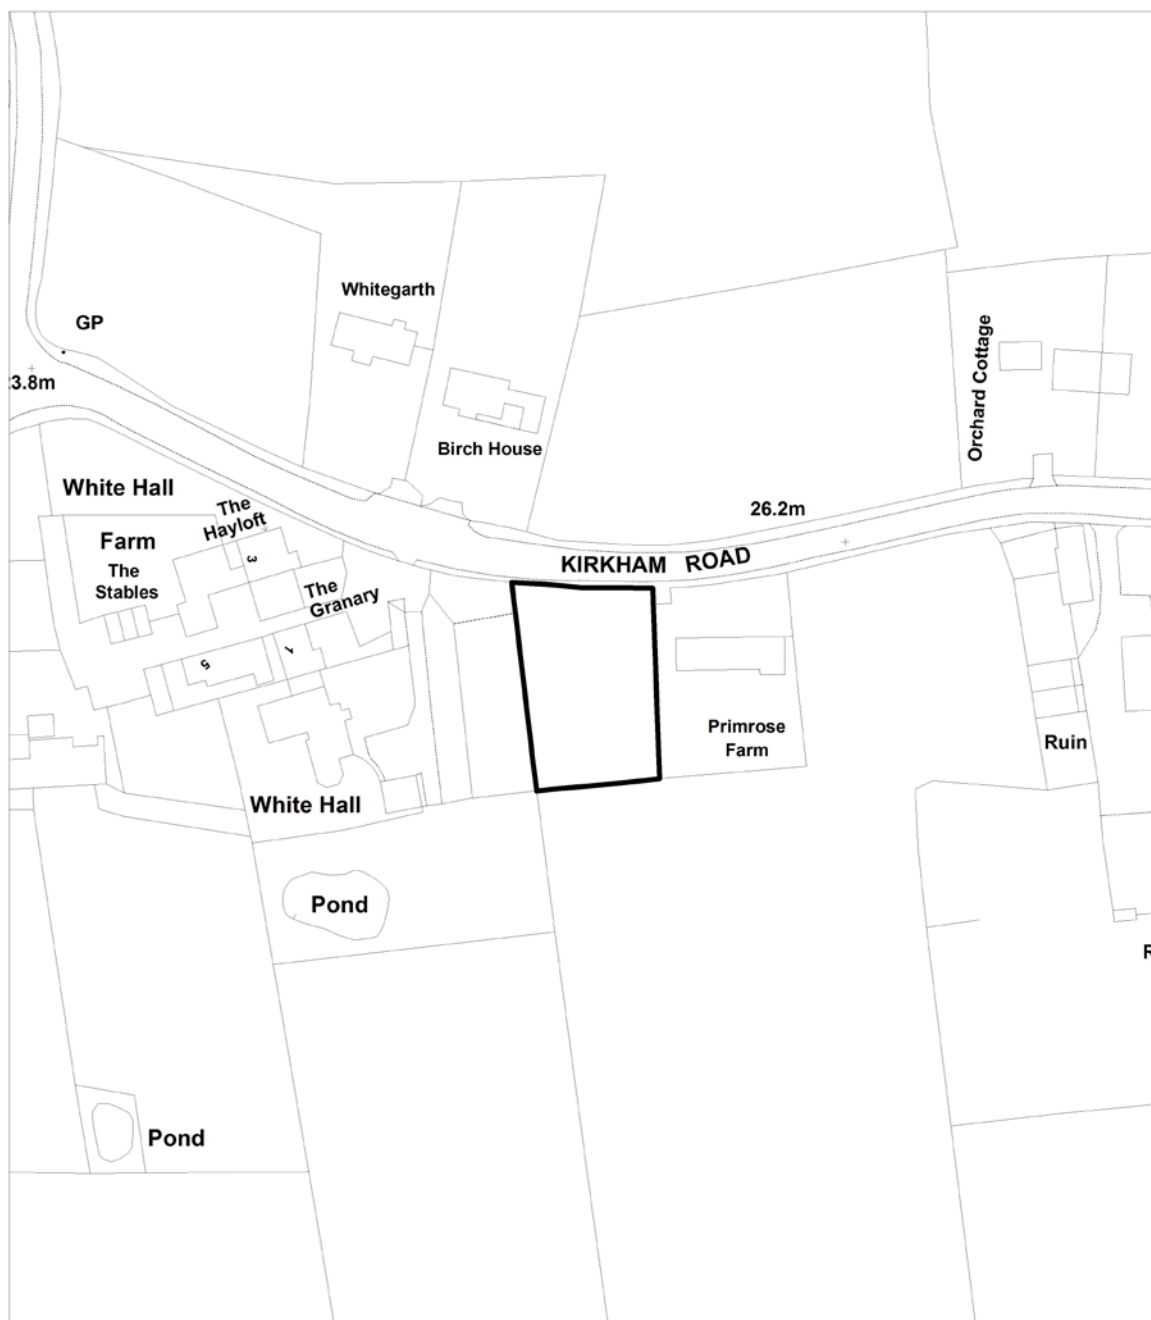 Whitegarth
GP
3.8m
Orchard Cottage
Birch House
White Hall
The
Hayloft
26.2m
Farm
The
Stables
3
KIRKHAM ROAD
The
Granary
1
5
Primrose
Farm
Ruin
White Hall
Pond
Pond